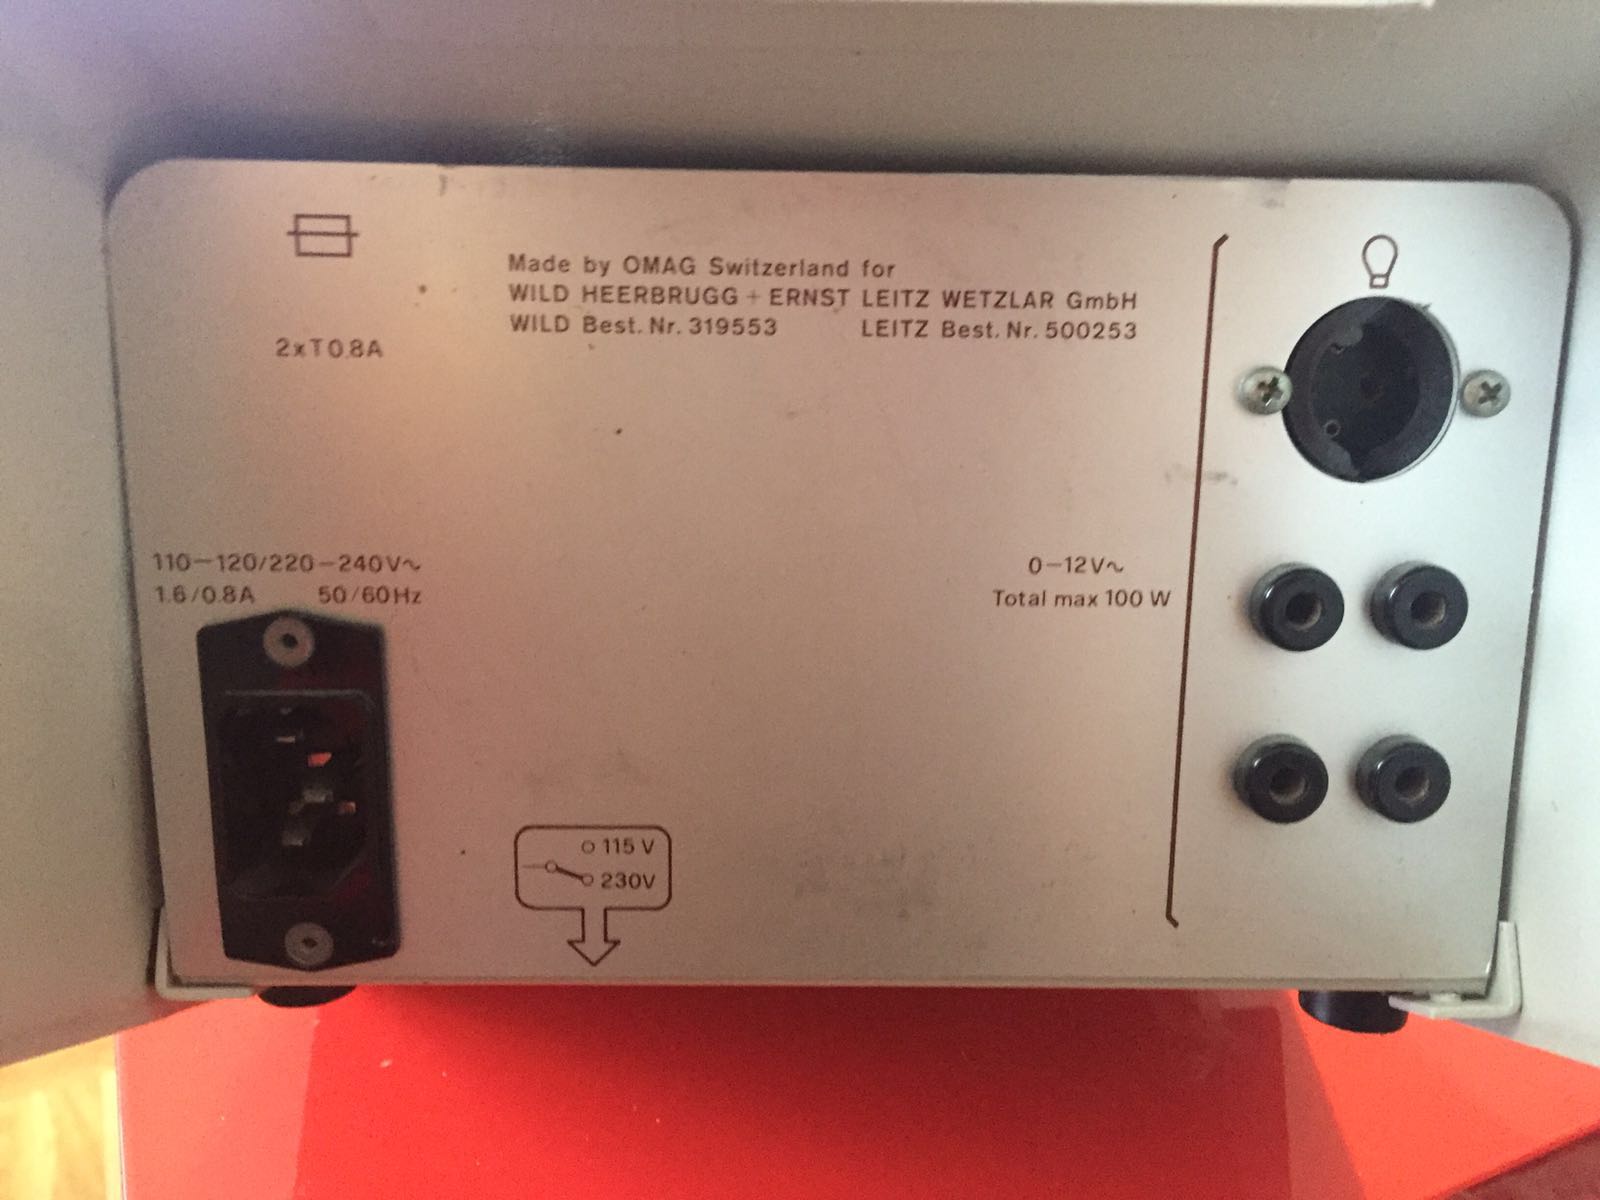 Made by OMAG Switzerland for
WILD HEERBRUGG + ERNST LEITZ WETZLAR GmbH
WILD Best. Nr. 319553 LEITZ Best. Nr. 500253
2xT0.8A
110-120/220-240V~
1.6/0.8A 50/60Hz
0-12V~
Total max 100 W
115 V
230V